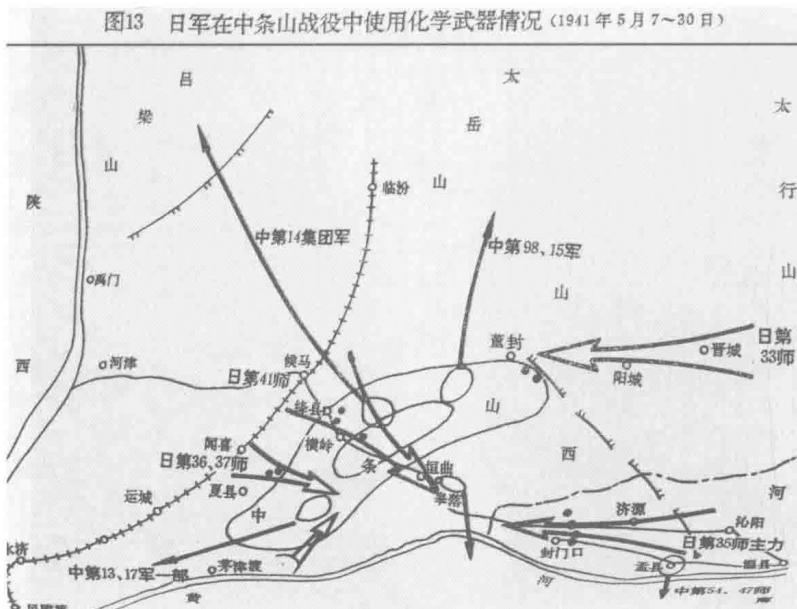 图13 日军在中条山战役中使用化学武器情况（1941年5月7~30日）
吕
梁
山
太
岳
山
太
行
山
陕
西
临汾
中第14集团军
中第98、15军
禹门
河津
候马
日第41师
董封
晋城
日第33师
阳城
绛县
横岭
山
山
西
闻喜
日第36、37师
夏县
条
垣曲
运城
中
济源
沁阳
河
日第35师主力
封门口
孟县
温县
中第13、17军一部
茅津渡
黄
河
中第54、47师